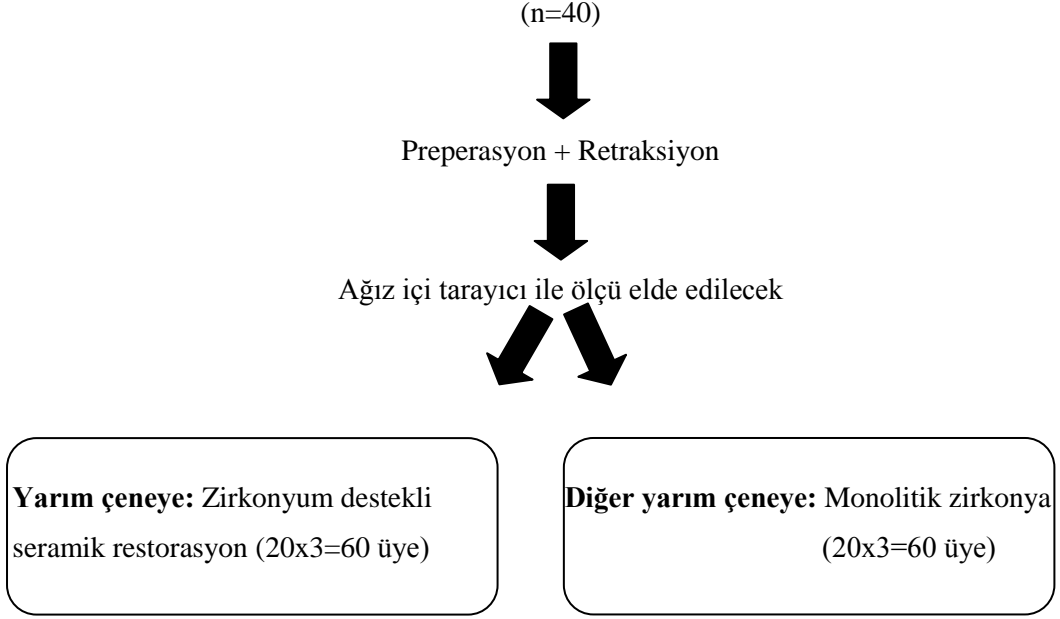 (n=40)
Preperasyon + Retraksiyon
Ağız içi tarayıcı ile ölçü elde edilecek
Yarım çeneye: Zirkonyum destekli
seramik restorasyon (20x3=60 üye)
Diğer yarım çeneye: Monolitik zirkonya
(20x3=60 üye)